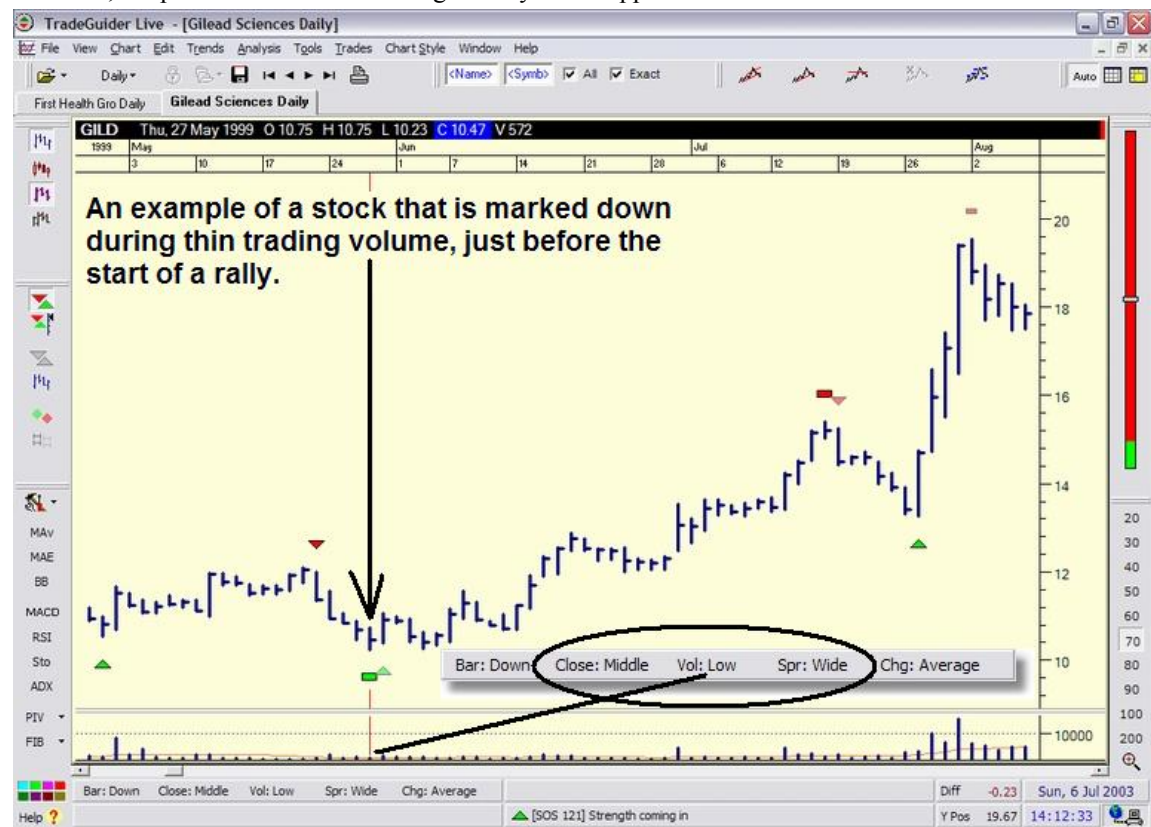 TradeGuider Live - [Gilead Sciences Daily]
File View Chart Edit Trends Analysis Tools Trades Chart Style Window Help
Daily <Name> <Symb> All Exact Auto
First Health Gro Daily Gilead Sciences Daily
GILD Thu, 27 May 1999 O 10.75 H 10.75 L 10.23 C 10.47 V 572
1999 May Jun Jul Aug
3 10 17 24 1 7 14 21 28 6 12 19 26 2
An example of a stock that is marked down
during thin trading volume, just before the
start of a rally.
20
18
16
14
12
10
10000
Bar: Down Close: Middle Vol: Low Spr: Wide Chg: Average
MAv
MAE
BB
MACD
RSI
Sto
ADX
PIV
FIB
20
30
40
50
60
70
80
90
100
200
Bar: Down Close: Middle Vol: Low Spr: Wide Chg: Average Diff -0.23 Sun, 6 Jul 2003
Help ? [SOS 121] Strength coming in Y Pos 19.67 14:12:33